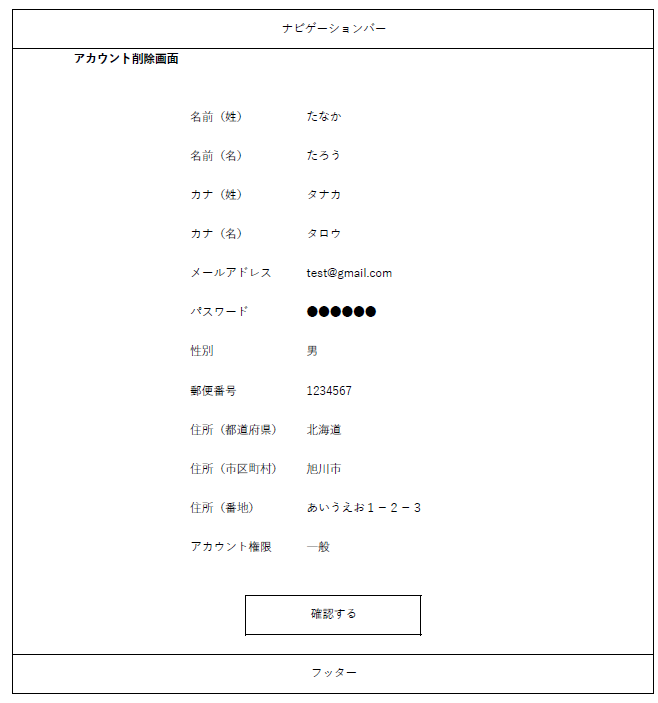 ナビゲーションバー
アカウント削除画面
名前（姓） たなか
名前（名） たろう
カナ（姓） タナカ
カナ（名） タロウ
メールアドレス test@gmail.com
パスワード ●●●●●●
性別 男
郵便番号 1234567
住所（都道府県） 北海道
住所（市区町村） 旭川市
住所（番地） あいうえお１－２－３
アカウント権限 一般
確認する
フッター